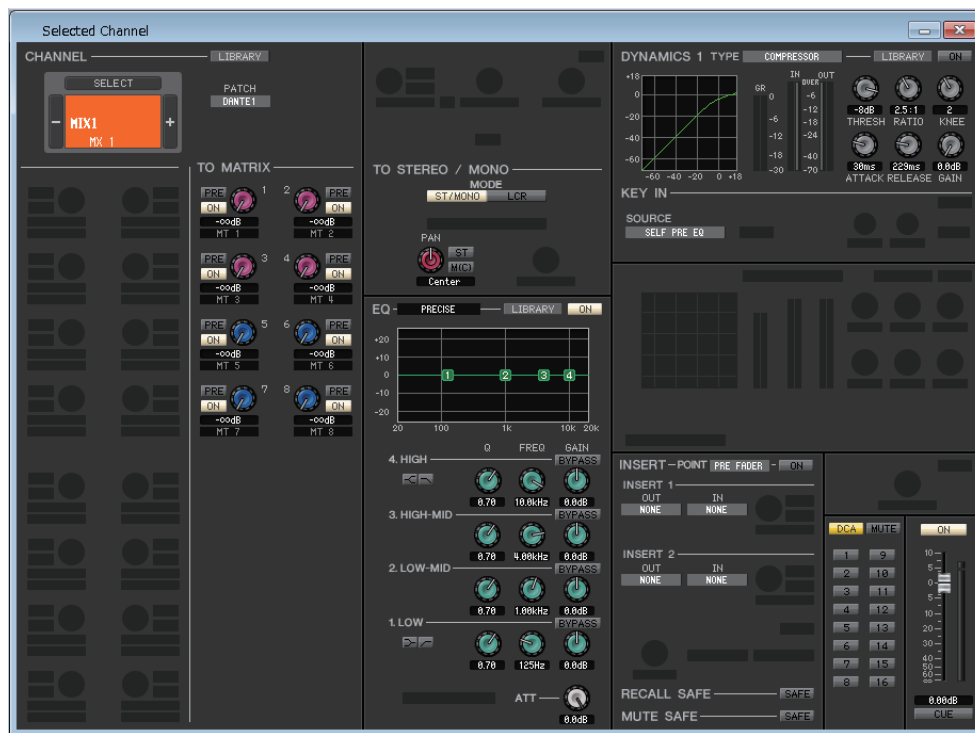 Selected Channel
CHANNEL
LIBRARY
SELECT
−
MIX1
MX 1
+
PATCH
DANTE1
TO MATRIX
PRE 1 2 PRE
ON ON
-∞dB -∞dB
MT 1 MT 2
PRE 3 4 PRE
ON ON
-∞dB -∞dB
MT 3 MT 4
PRE 5 6 PRE
ON ON
-∞dB -∞dB
MT 5 MT 6
PRE 7 8 PRE
ON ON
-∞dB -∞dB
MT 7 MT 8
TO STEREO / MONO
MODE
ST/MONO LCR
PAN
ST
M(C)
Center
EQ PRECISE LIBRARY ON
+20
+10
0 1 2 3 4
-10
-20
20 100 1k 10k 20k
Q FREQ GAIN
4. HIGH BYPASS
0.70 10.0kHz 0.0dB
3. HIGH-MID BYPASS
0.70 4.00kHz 0.0dB
2. LOW-MID BYPASS
0.70 1.00kHz 0.0dB
1. LOW BYPASS
0.70 125Hz 0.0dB
ATT
0.0dB
DYNAMICS 1 TYPE COMPRESSOR LIBRARY ON
+18
0
-20
-40
-60
-60 -40 -20 0 +18
GR
0
-6
-12
-18
-30
IN OUT
OVER
-6
-12
-18
-24
-40
-70
-8dB 2.5:1 2
THRESH RATIO KNEE
30ms 229ms 0.0dB
ATTACK RELEASE GAIN
KEY IN
SOURCE
SELF PRE EQ
INSERT POINT PRE FADER ON
INSERT 1
OUT IN
NONE NONE
INSERT 2
OUT IN
NONE NONE
RECALL SAFE SAFE
MUTE SAFE SAFE
DCA MUTE
1 9
2 10
3 11
4 12
5 13
6 14
7 15
8 16
ON
10
5
0
5
10
20
30
40
50
60
∞
0.00dB
CUE